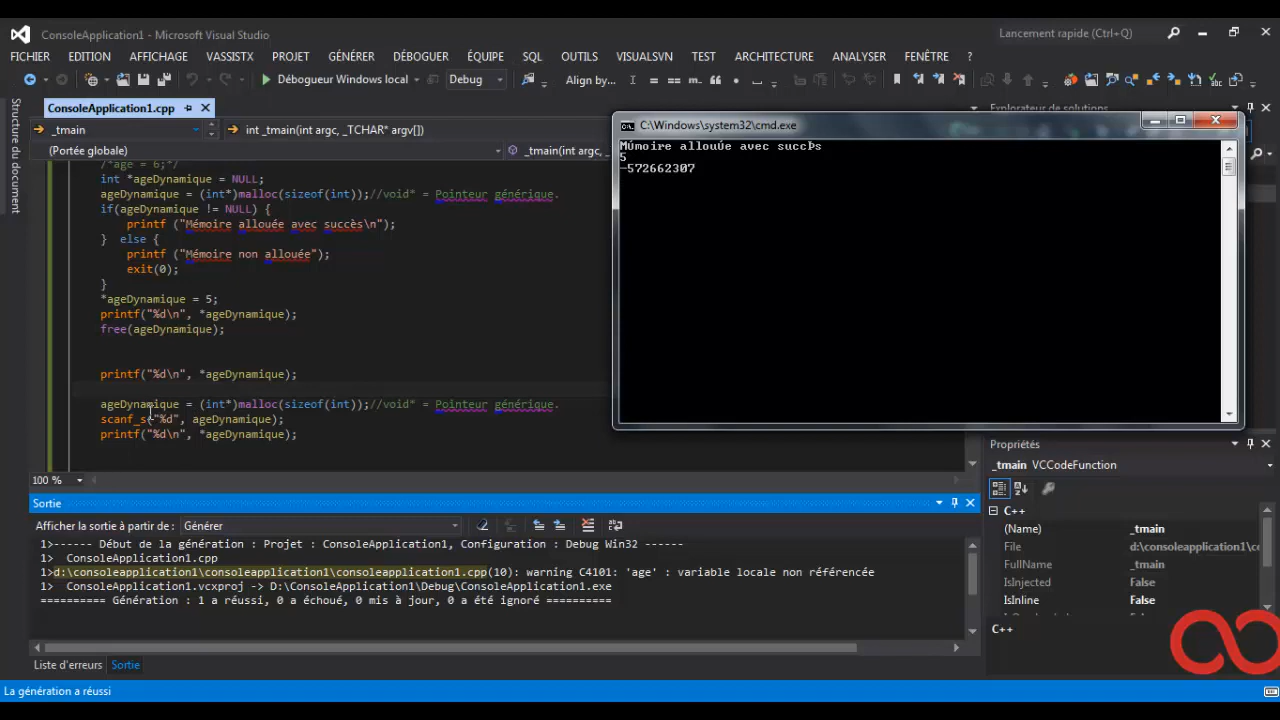 ConsoleApplication1 - Microsoft Visual Studio
Lancement rapide (Ctrl+Q)
FICHIER EDITION AFFICHAGE VASSISTX PROJET GÉNÉRER DÉBOGUER ÉQUIPE SQL OUTILS VISUALSVN TEST ARCHITECTURE ANALYSER FENÊTRE ?
Débogueur Windows local Debug Align by...
Structure du document
ConsoleApplication1.cpp
_tmain int _tmain(int argc, _TCHAR* argv[])
(Portée globale) _tmain(int argc, _
/*age = 6;*/
int *ageDynamique = NULL;
ageDynamique = (int*)malloc(sizeof(int));//void* = Pointeur générique.
if(ageDynamique != NULL) {
printf ("Mémoire allouée avec succès\n");
} else {
printf ("Mémoire non allouée");
exit(0);
}
*ageDynamique = 5;
printf("%d\n", *ageDynamique);
free(ageDynamique);
printf("%d\n", *ageDynamique);
ageDynamique = (int*)malloc(sizeof(int));//void* = Pointeur générique.
scanf_s("%d", ageDynamique);
printf("%d\n", *ageDynamique);
100 %
Explorateur de solutions
C:\Windows\system32\cmd.exe
MÚmoire allouÚe avec succÞs
5
-572662307
Sortie
Afficher la sortie à partir de : Générer
1>------ Début de la génération : Projet : ConsoleApplication1, Configuration : Debug Win32 ------
1> ConsoleApplication1.cpp
1>d:\consoleapplication1\consoleapplication1\consoleapplication1.cpp(10): warning C4101: 'age' : variable locale non référencée
1> ConsoleApplication1.vcxproj -> D:\ConsoleApplication1\Debug\ConsoleApplication1.exe
========== Génération : 1 a réussi, 0 a échoué, 0 mis à jour, 0 a été ignoré ==========
Liste d'erreurs Sortie
Propriétés
_tmain VCCodeFunction
C++
(Name) _tmain
File d:\consoleapplication1\co
FullName _tmain
IsInjected False
IsInline False
C++
La génération a réussi